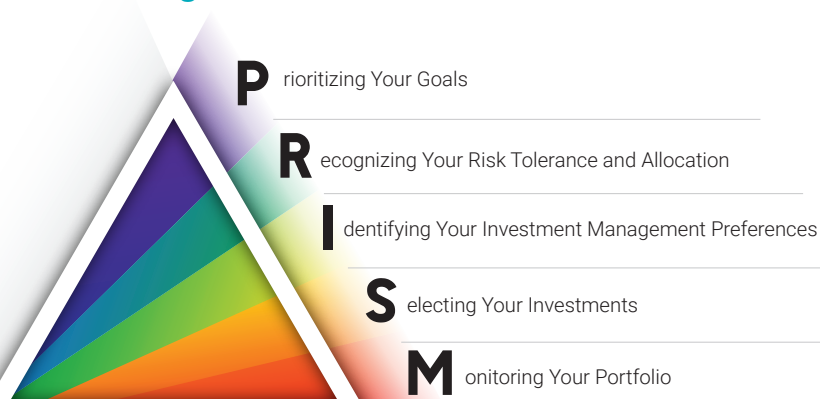 Prioritizing Your Goals
Recognizing Your Risk Tolerance and Allocation
Identifying Your Investment Management Preferences
Selecting Your Investments
Monitoring Your Portfolio